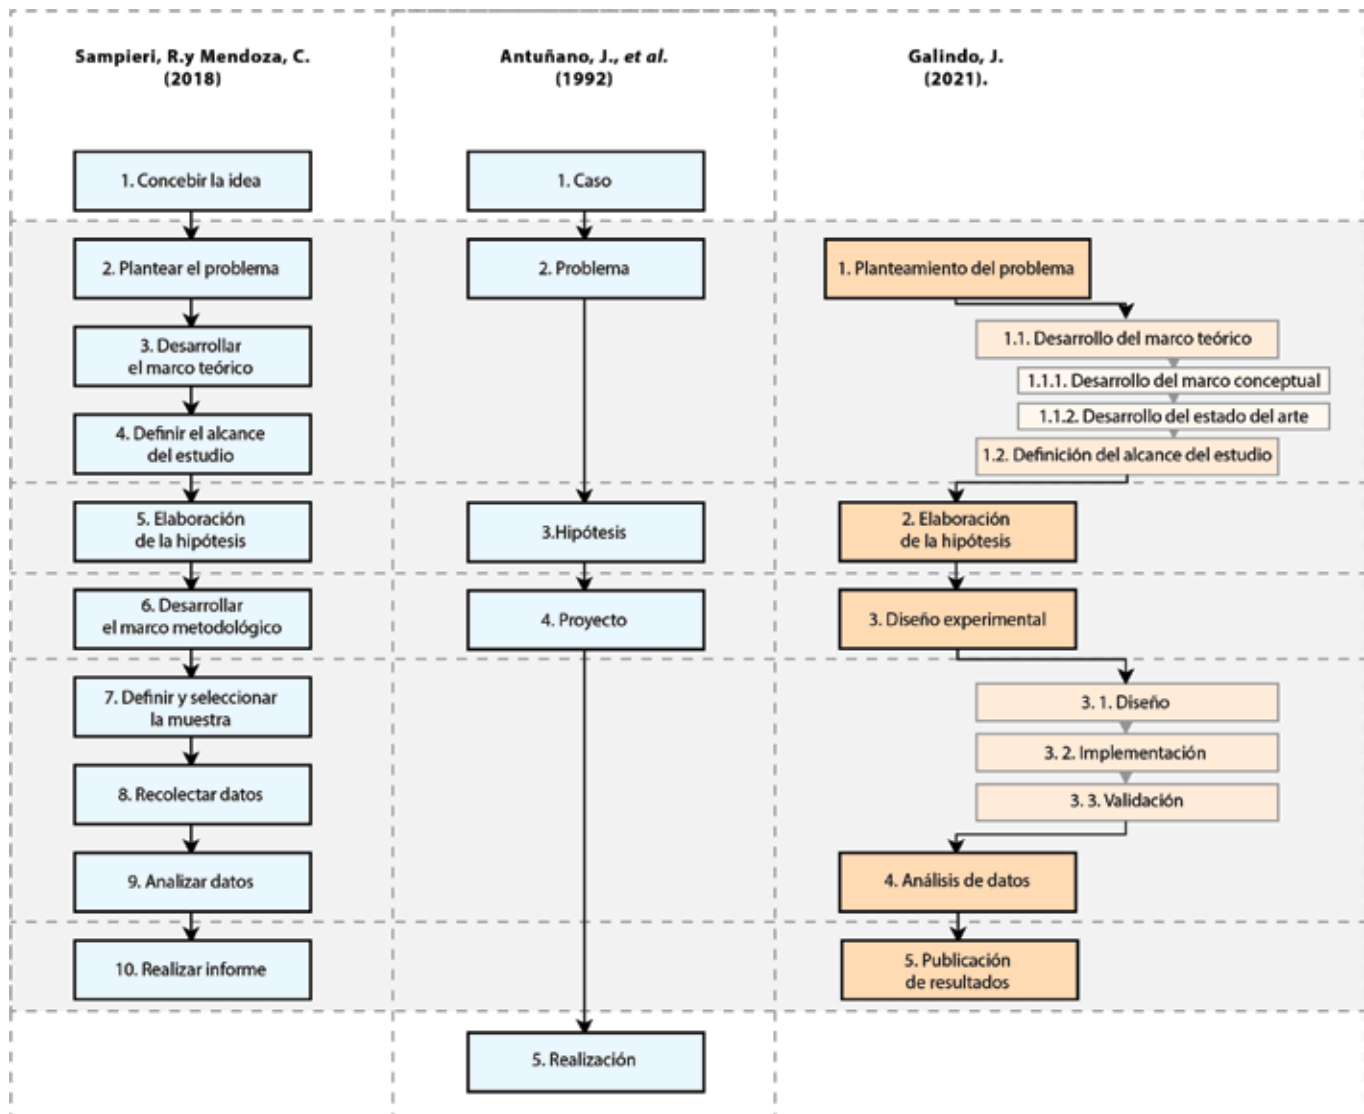 Sampieri, R.y Mendoza, C.
(2018)
Antuñano, J., et al.
(1992)
Galindo, J.
(2021).
1. Concebir la idea
2. Plantear el problema
3. Desarrollar
el marco teórico
4. Definir el alcance
del estudio
5. Elaboración
de la hipótesis
6. Desarrollar
el marco metodológico
7. Definir y seleccionar
la muestra
8. Recolectar datos
9. Analizar datos
10. Realizar informe
1. Caso
2. Problema
3.Hipótesis
4. Proyecto
5. Realización
1. Planteamiento del problema
1.1. Desarrollo del marco teórico
1.1.1. Desarrollo del marco conceptual
1.1.2. Desarrollo del estado del arte
1.2. Definición del alcance del estudio
2. Elaboración
de la hipótesis
3. Diseño experimental
3. 1. Diseño
3. 2. Implementación
3. 3. Validación
4. Análisis de datos
5. Publicación
de resultados